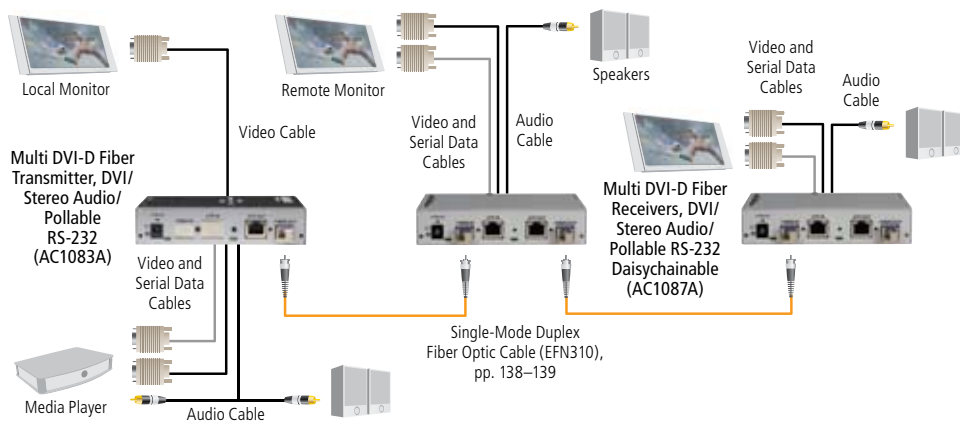 Local Monitor
Video Cable
Multi DVI-D Fiber
Transmitter, DVI/
Stereo Audio/
Pollable
RS-232
(AC1083A)
Video and
Serial Data
Cables
Media Player
Audio Cable
Remote Monitor
Video and
Serial Data
Cables
Audio
Cable
Speakers
Single-Mode Duplex
Fiber Optic Cable (EFN310),
pp. 138–139
Multi DVI-D Fiber
Receivers, DVI/
Stereo Audio/
Pollable RS-232
Daisychainable
(AC1087A)
Video and
Serial Data
Cables
Audio
Cable